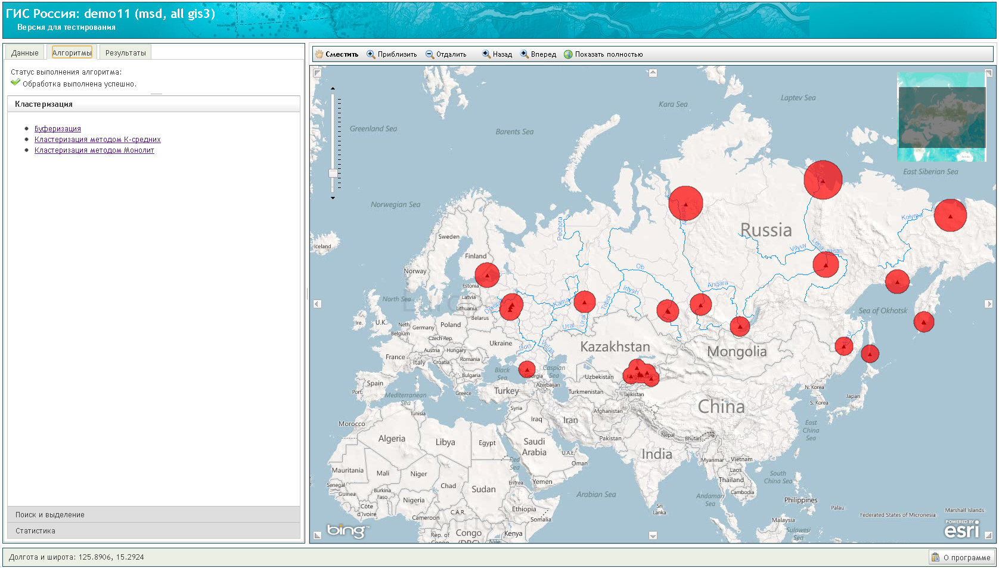 ГИС Россия: demo11 (msd, all gis3)
Версия для тестирования
Данные
Алгоритмы
Результаты
Сместить
Приблизить
Отдалить
Назад
Вперед
Показать полностью
Статус выполнения алгоритма:
Обработка выполнена успешно.
Кластеризация
Буферизация
Кластеризация методом К-средних
Кластеризация методом Монолит
Поиск и выделение
Статистика
Laptev Sea
Kara Sea
Greenland Sea
Barents Sea
East Siberian Sea
Norwegian Sea
Kolyma
Pechora
Russia
Sweden
Iceland
Vilyuy
Lena
Aldan
Finland
Ob
Norway
Angara
Estonia
Irtysh
North Sea
Latvia
Kama
Tobol
Lithuania
Sea of Okhotsk
Belarus
Ire.
U.K.
Neth.
Poland
Ural
Ural
Germany
Belgium
Czech Rep.
Ukraine
Kazakhstan
Don
Volga
Mongolia
Austria
Hungary
France
Romania
Italy
Croatia
Black
Sea
Caspian
Sea
Bulgaria
Georgia
Uzbekistan
Kyrgyzstan
Spain
Azerbaijan
Port.
Greece
Turkey
Turkmenistan
Tajikistan
N. Korea
Japan
Mediterranean
Sea
S. Korea
China
Syria
Afghanistan
Tunisia
Iraq
Iran
Morocco
East
China
Sea
Nepal
Bhutan
Pakistan
Algeria
Libya
Egypt
Saudi
Arabia
U.A.E.
India
Oman
Red
Sea
Myanmar
Vietnam
Laos
Mauritania
Mali
Niger
South
China Sea
Thailand
Eritrea
Yemen
Senegal
Chad
Sudan
Guinea
Burkina
Faso
Arabian Sea
Andaman
Sea
Cambodia
Nigeria
Philippines
Côte
d'Ivoire
Ethiopia
Sri
Lanka
Palau
Marshall Islands
C.A.R.
Federated States of Micronesia
Cameroon
Somalia
Malaysia
Rep. of
Congo
Congo
(DRC)
Kenya
Nile
Sulawesi
Sea
bing™
POWERED BY
esri
Долгота и широта: 125.8906, 15.2924
О программе